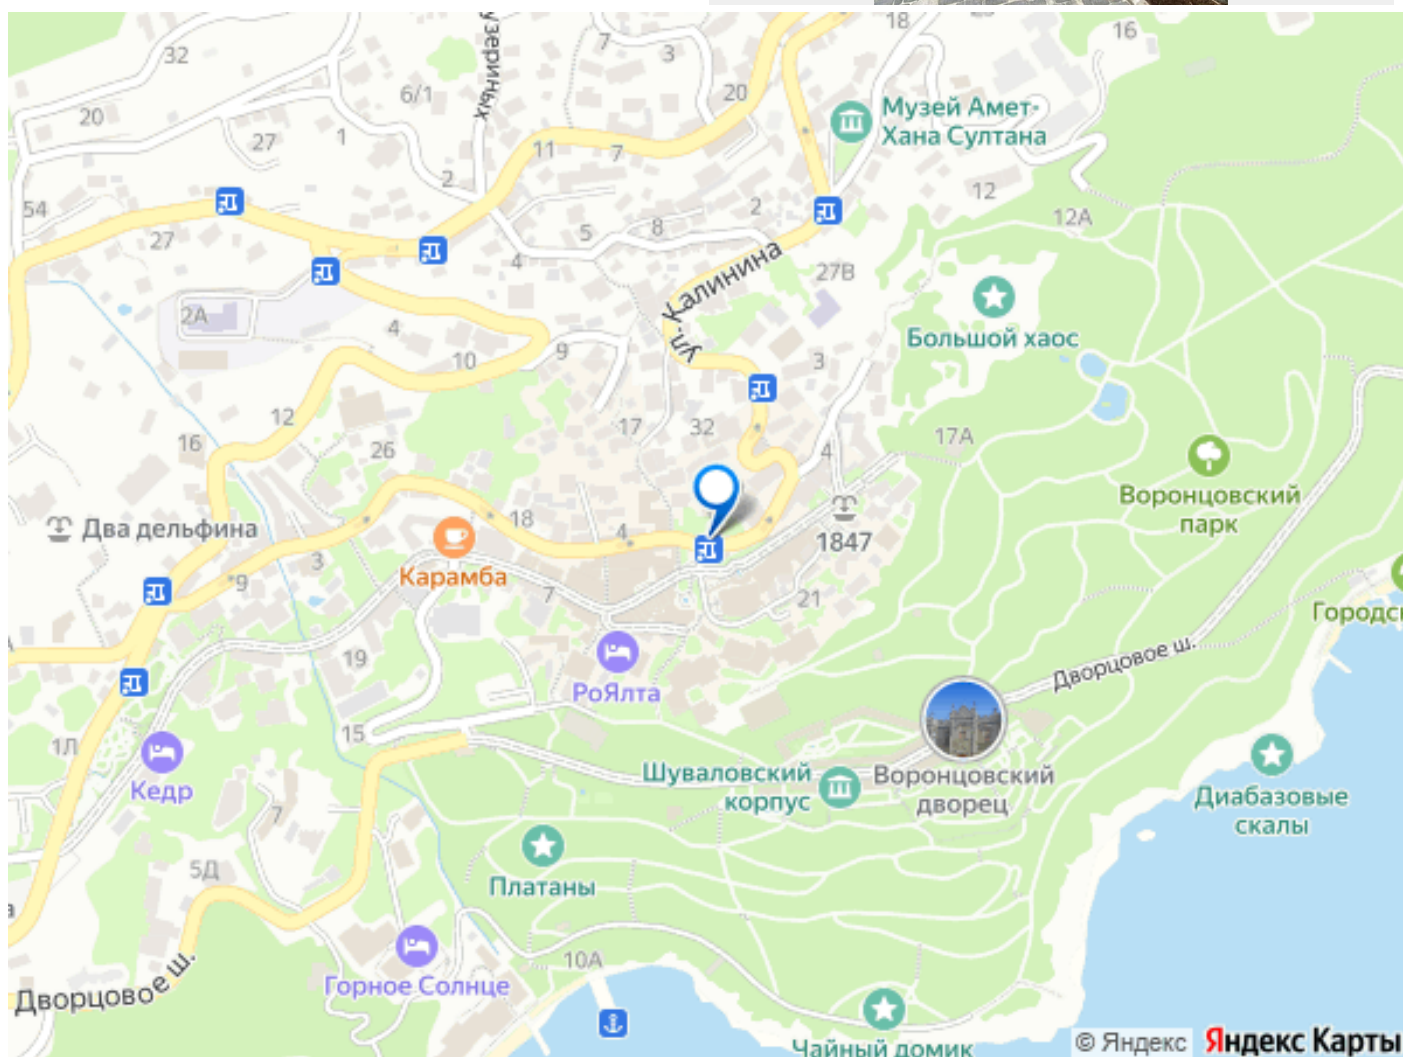 узериных
32
7
3
18
16
6/1
20
20
Музей Амет-
Хана Султана
27
1
11
7
2
12
54
2
12А
27
5
8
4
ул. Калинина
27В
2А
4
Большой хаос
10
9
3
12
17
32
16
26
17А
4
Воронцовский
парк
Два дельфина
18
4
1847
3
Карамба
9
7
21
Городс
19
РоЯлта
Дворцовое ш.
15
1Л
Кедр
Шуваловский
корпус
Воронцовский
дворец
Диабазовые
скалы
7
Платаны
5Д
а
10А
Горное Солнце
Дворцовое ш.
Чайный домик
© Яндекс
Яндекс Карты